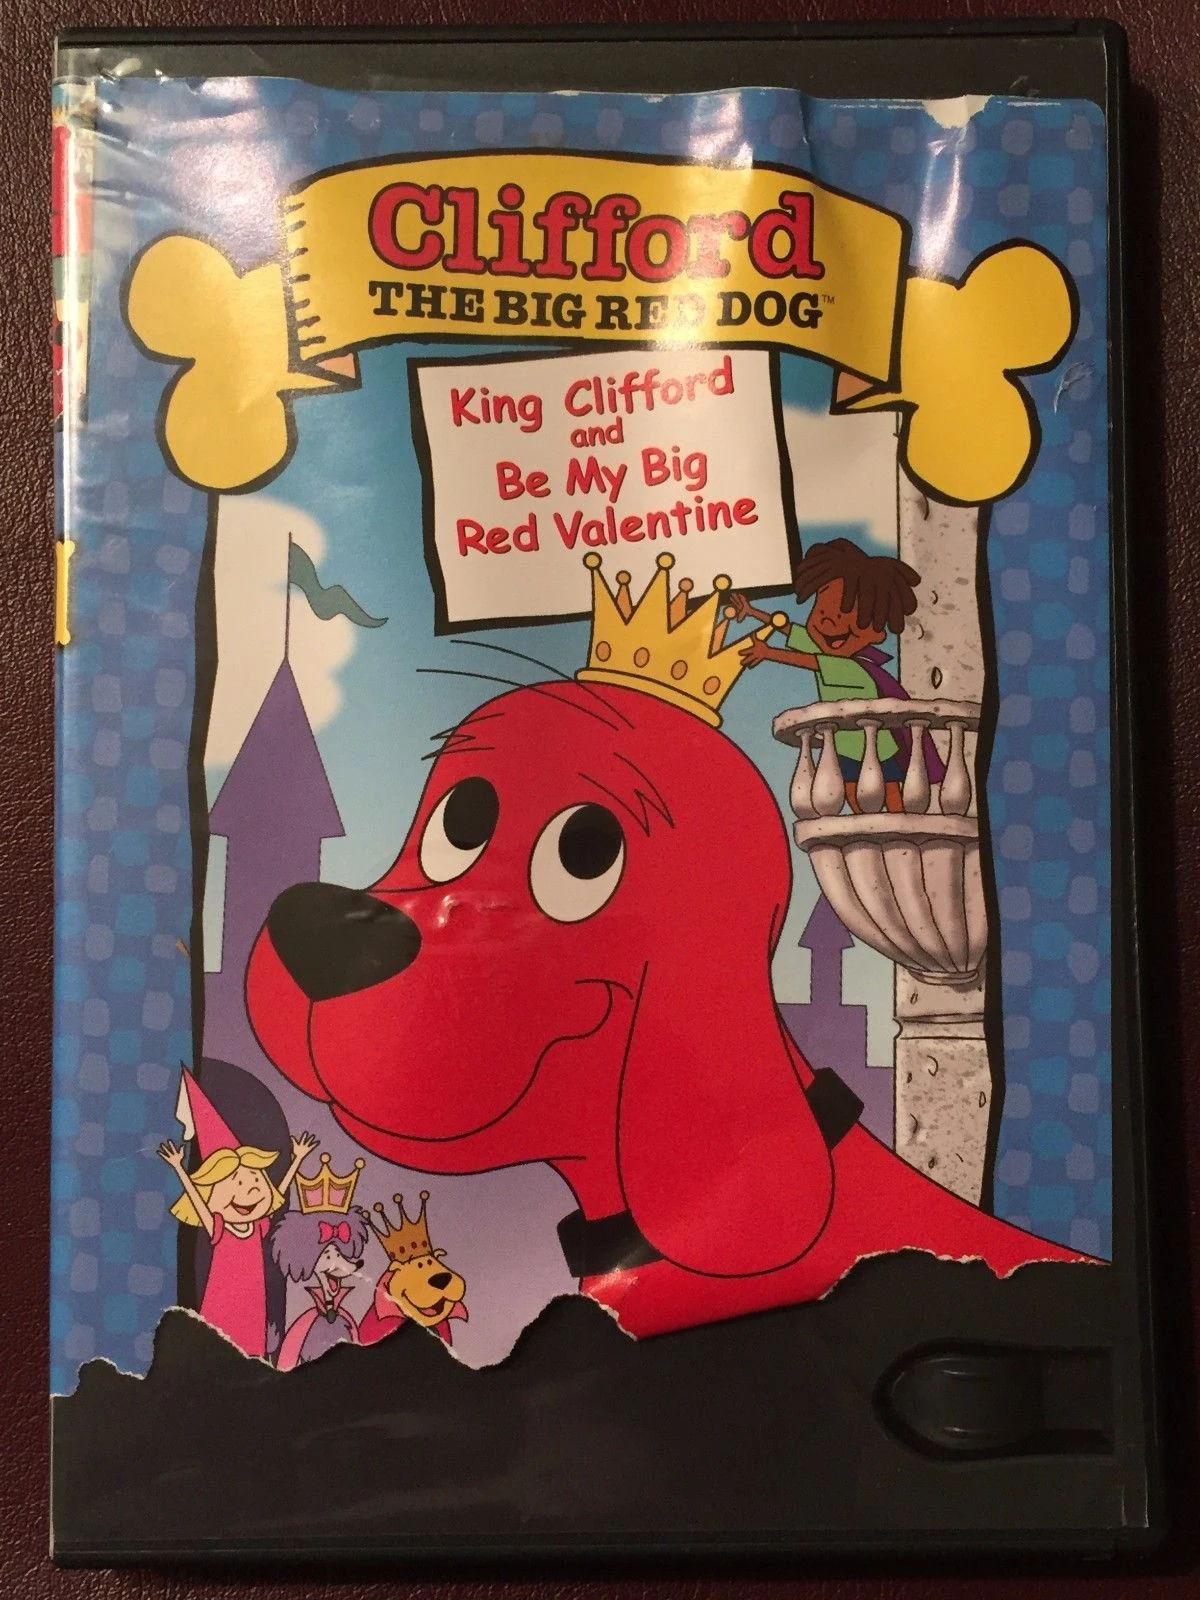 Clifford
THE BIG RED DOG™
King Clifford
and
Be My Big
Red Valentine